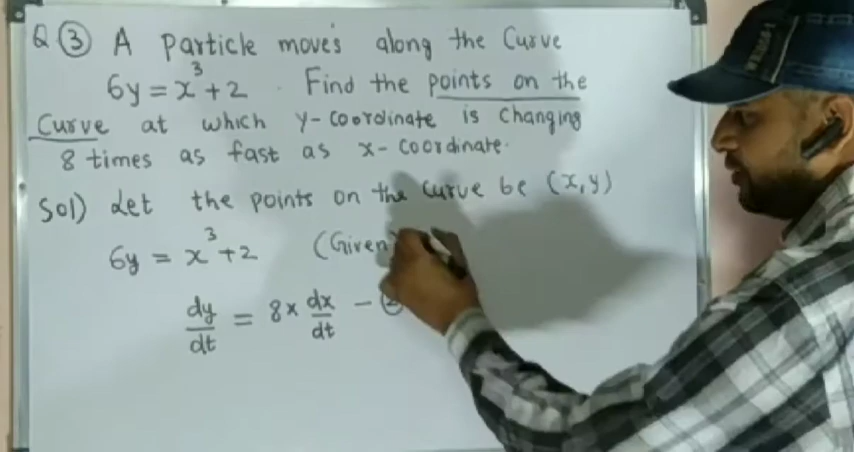 Q ③ A Particle moves along the Curve
6y = x³ + 2 . Find the points on the
Curve at which y-coordinate is changing
8 times as fast as x-coordinate.
Sol) Let the points on the curve be (x,y)
6y = x³ + 2 (Given)
dy/dt = 8 × dx/dt - ②